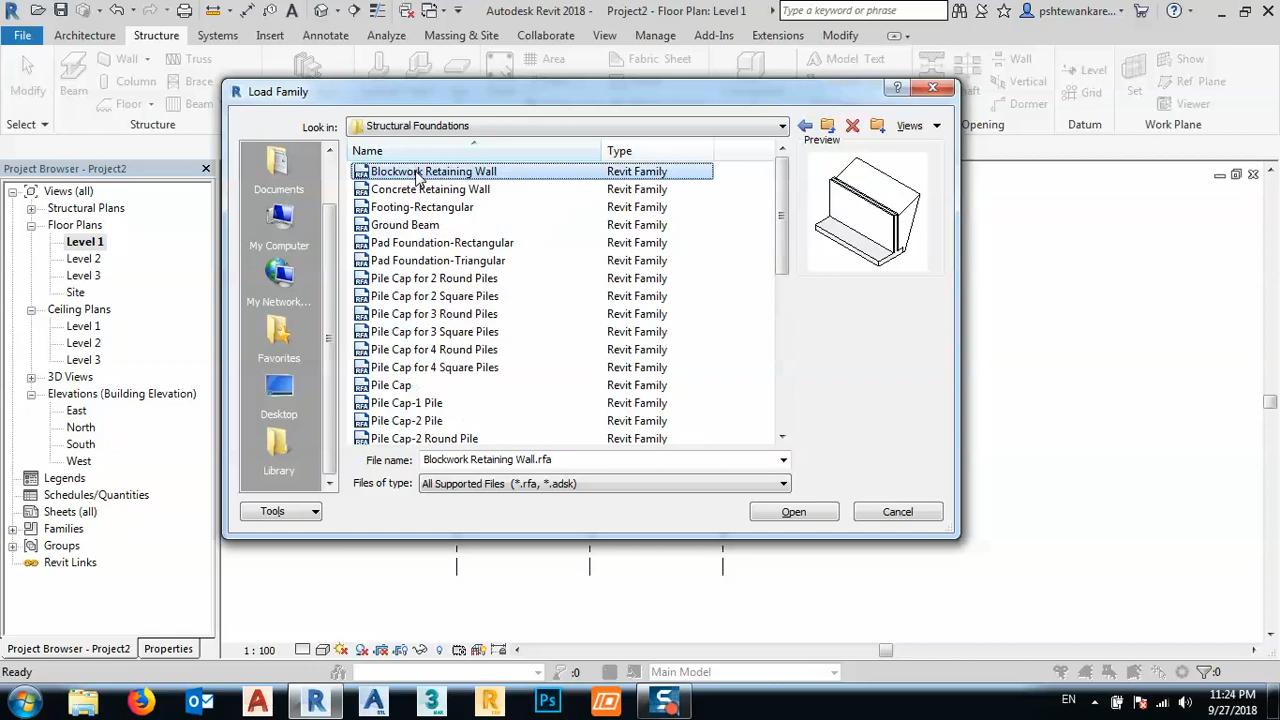 Autodesk Revit 2018 -    Project2 - Floor Plan: Level 1
Type a keyword or phrase
pshtewankare...
File
Architecture
Structure
Systems
Insert
Annotate
Analyze
Massing & Site
Collaborate
View
Manage
Add-Ins
Extensions
Modify
Modify
Select
Beam
Wall
Column
Floor
Truss
Brace
Beam
Structure
Area
Fabric Sheet
Model Text
Opening
Wall
Vertical
Dormer
Level
Grid
Datum
Set
Show
Ref Plane
Viewer
Work Plane
Project Browser - Project2
Views (all)
Structural Plans
Floor Plans
Level 1
Level 2
Level 3
Site
Ceiling Plans
Level 1
Level 2
Level 3
3D Views
Elevations (Building Elevation)
East
North
South
West
Legends
Schedules/Quantities
Sheets (all)
Families
Groups
Revit Links
Project Browser - Project2
Properties
Load Family
Look in:
Structural Foundations
Views
Documents
My Computer
My Network...
Favorites
Desktop
Library
Name
Type
Blockwork Retaining Wall Revit Family
Concrete Retaining Wall Revit Family
Footing-Rectangular Revit Family
Ground Beam Revit Family
Pad Foundation-Rectangular Revit Family
Pad Foundation-Triangular Revit Family
Pile Cap for 2 Round Piles Revit Family
Pile Cap for 2 Square Piles Revit Family
Pile Cap for 3 Round Piles Revit Family
Pile Cap for 3 Square Piles Revit Family
Pile Cap for 4 Round Piles Revit Family
Pile Cap for 4 Square Piles Revit Family
Pile Cap Revit Family
Pile Cap-1 Pile Revit Family
Pile Cap-2 Pile Revit Family
Pile Cap-2 Round Pile Revit Family
Preview
File name:
Blockwork Retaining Wall.rfa
Files of type:
All Supported Files (*.rfa, *.adsk)
Tools
Open
Cancel
1 : 100
Ready
:0
Main Model
:0
EN
11:24 PM
9/27/2018